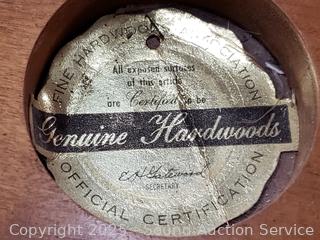 FINE HARDWOODS ASSOCIATION
All exposed surfaces
of this article
are Certified to be
Genuine Hardwoods
SECRETARY
OFFICIAL CERTIFICATION
Copyright 2025 - Sound Auction Service